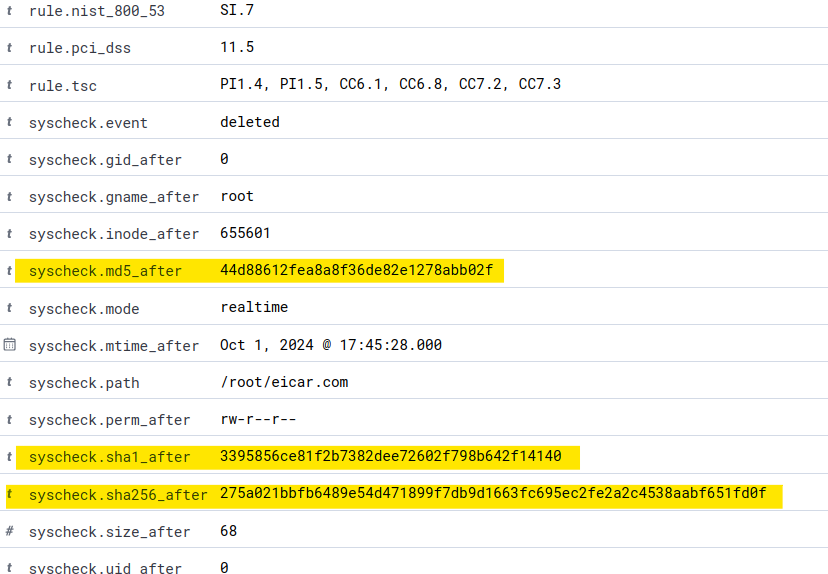 t rule.nist_800_53 SI.7
t rule.pci_dss 11.5
t rule.tsc PI1.4, PI1.5, CC6.1, CC6.8, CC7.2, CC7.3
t syscheck.event deleted
t syscheck.gid_after 0
t syscheck.gname_after root
t syscheck.inode_after 655601
t syscheck.md5_after 44d88612fea8a8f36de82e1278abb02f
t syscheck.mode realtime
syscheck.mtime_after Oct 1, 2024 @ 17:45:28.000
t syscheck.path /root/eicar.com
t syscheck.perm_after rw-r--r--
t syscheck.sha1_after 3395856ce81f2b7382dee72602f798b642f14140
t syscheck.sha256_after 275a021bbfb6489e54d471899f7db9d1663fc695ec2fe2a2c4538aabf651fd0f
# syscheck.size_after 68
t syscheck.uid_after 0